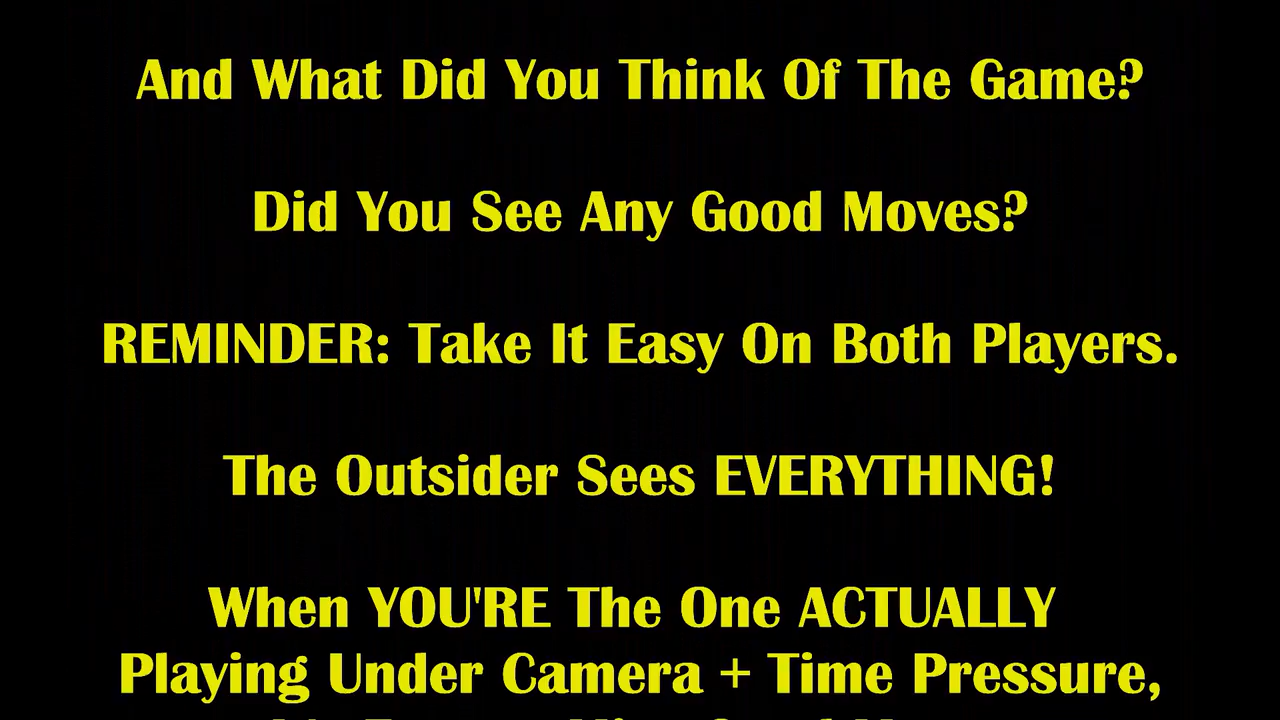 And What Did You Think Of The Game?
Did You See Any Good Moves?
REMINDER: Take It Easy On Both Players.
The Outsider Sees EVERYTHING!
When YOU'RE The One ACTUALLY
Playing Under Camera + Time Pressure,